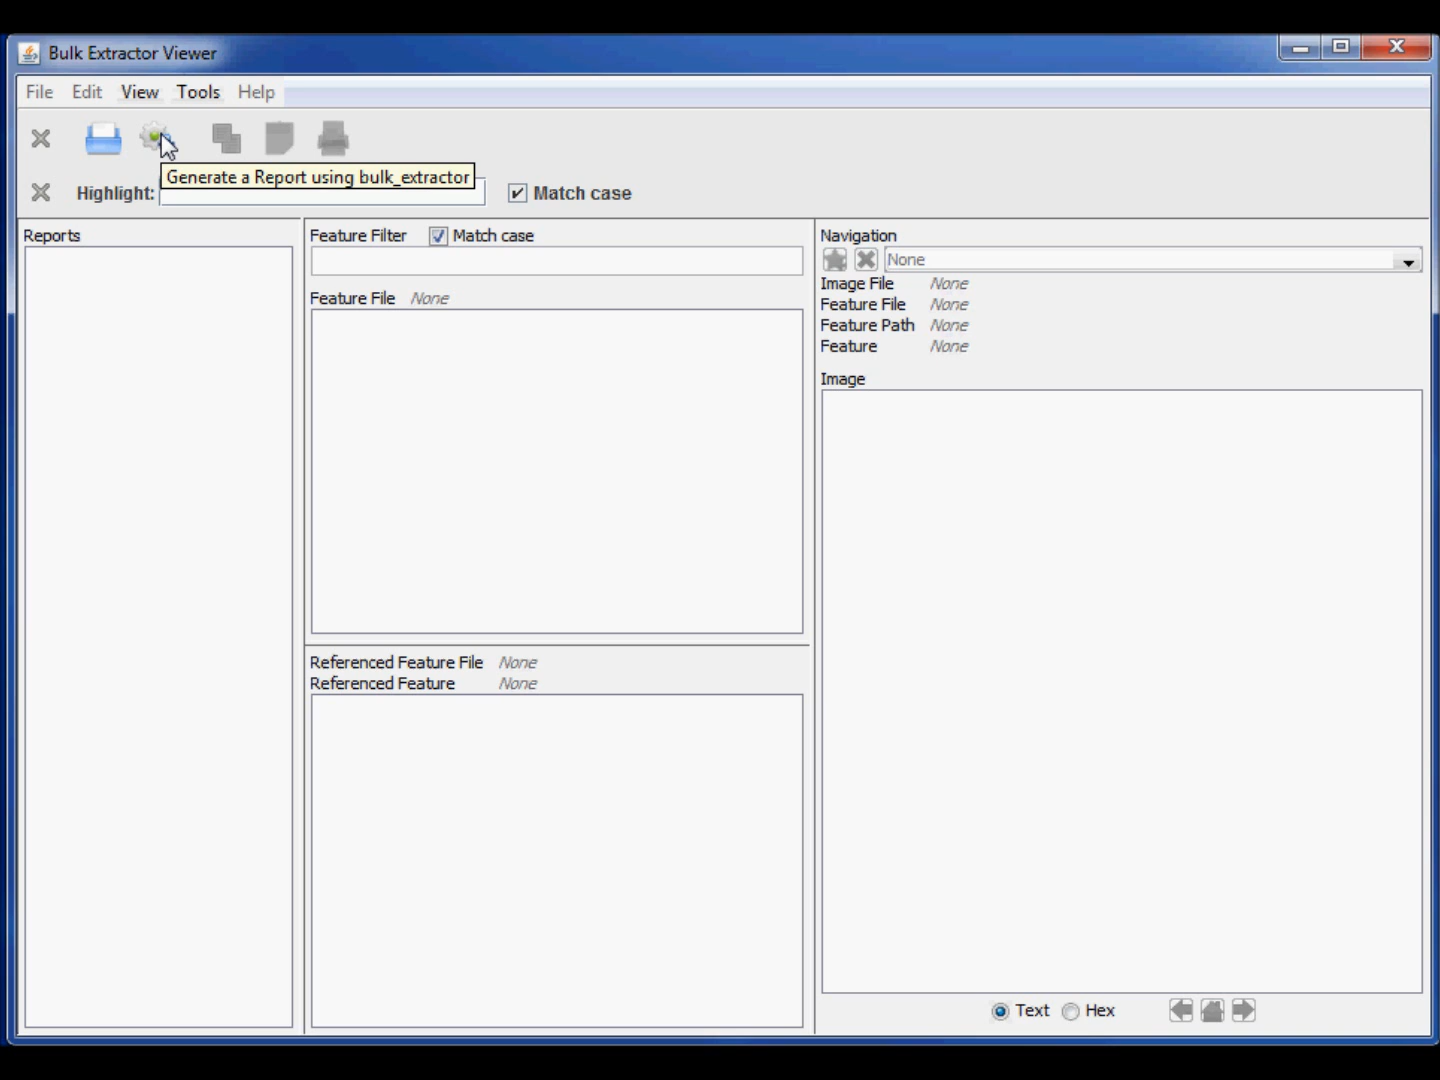 Bulk Extractor Viewer
File Edit View Tools Help
Generate a Report using bulk_extractor
Highlight: Match case
Reports
Feature Filter Match case
Feature File None
Referenced Feature File None
Referenced Feature None
Navigation
None
Image File None
Feature File None
Feature Path None
Feature None
Image
Text Hex